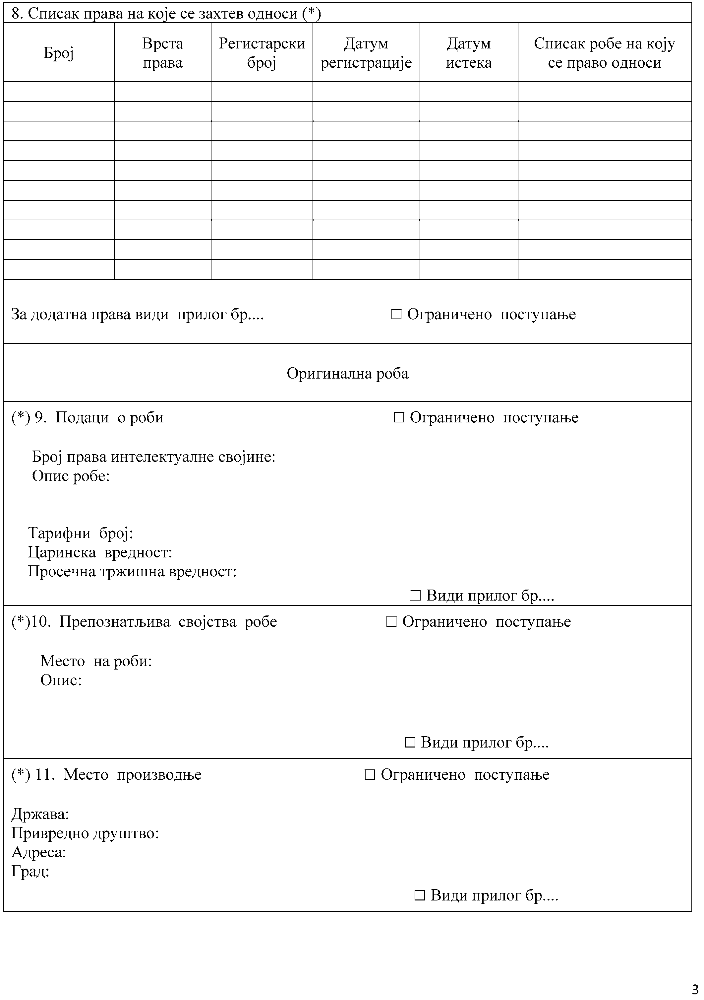 8. Списак права на које се захтев односи (*)
Број
Врста
права
Регистарски
број
Датум
регистрације
Датум
истека
Списак робе на коју
се право односи
За додатна права види прилог бр.... □ Ограничено поступање
Оригинална роба
(*) 9. Подаци о роби □ Ограничено поступање
Број права интелектуалне својине:
Опис робе:
Тарифни број:
Царинска вредност:
Просечна тржишна вредност:
□ Види прилог бр....
(*)10. Препознатљива својства робе □ Ограничено поступање
Место на роби:
Опис:
□ Види прилог бр....
(*) 11. Место производње □ Ограничено поступање
Држава:
Привредно друштво:
Адреса:
Град:
□ Види прилог бр....
3